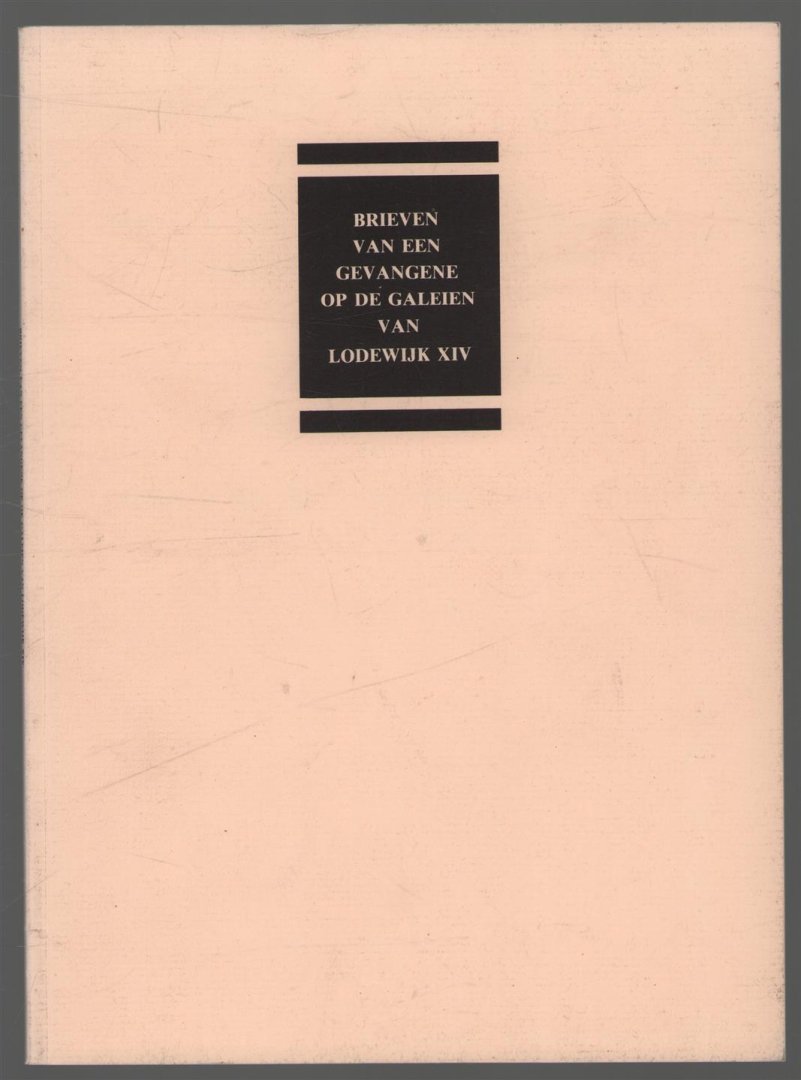 BRIEVEN
VAN EEN
GEVANGENE
OP DE GALEIEN
VAN
LODEWIJK XIV